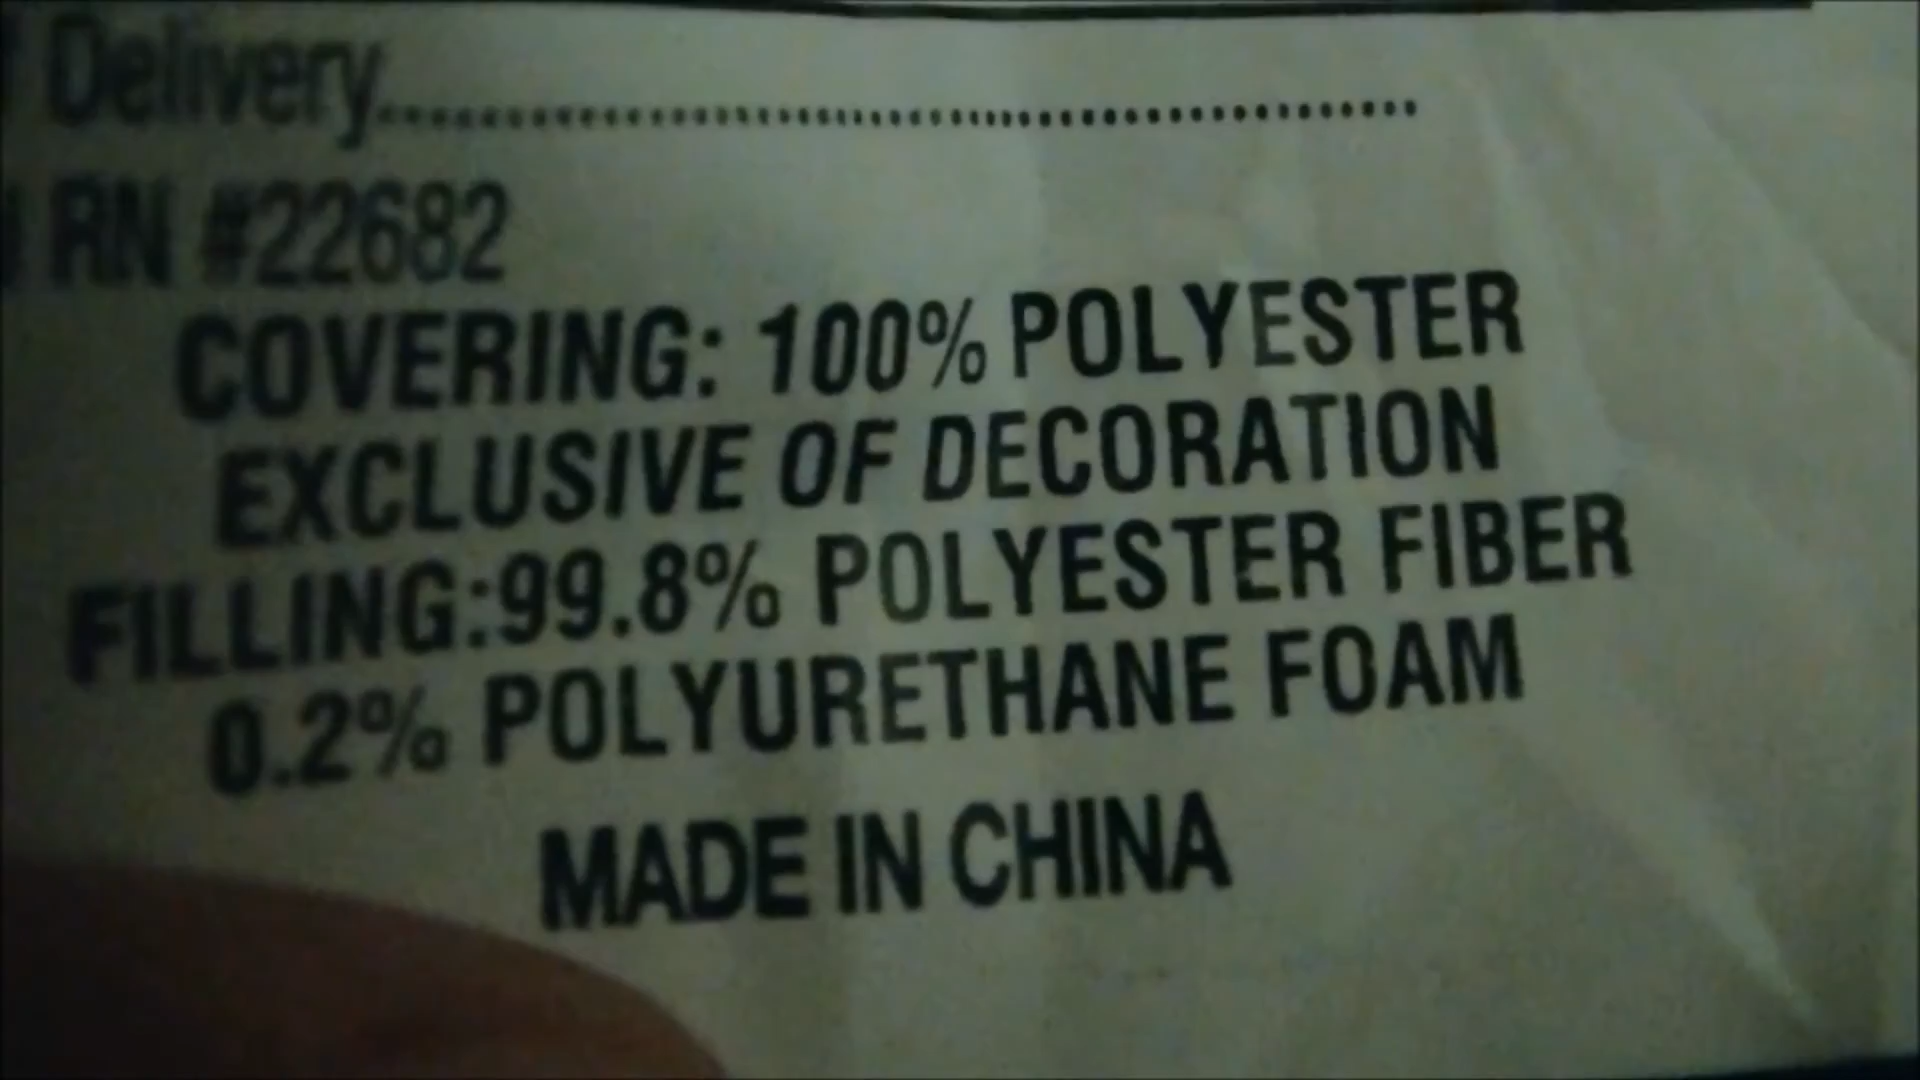 Delivery..................................................
RN #22682
COVERING: 100% POLYESTER
EXCLUSIVE OF DECORATION
FILLING:99.8% POLYESTER FIBER
0.2% POLYURETHANE FOAM
MADE IN CHINA